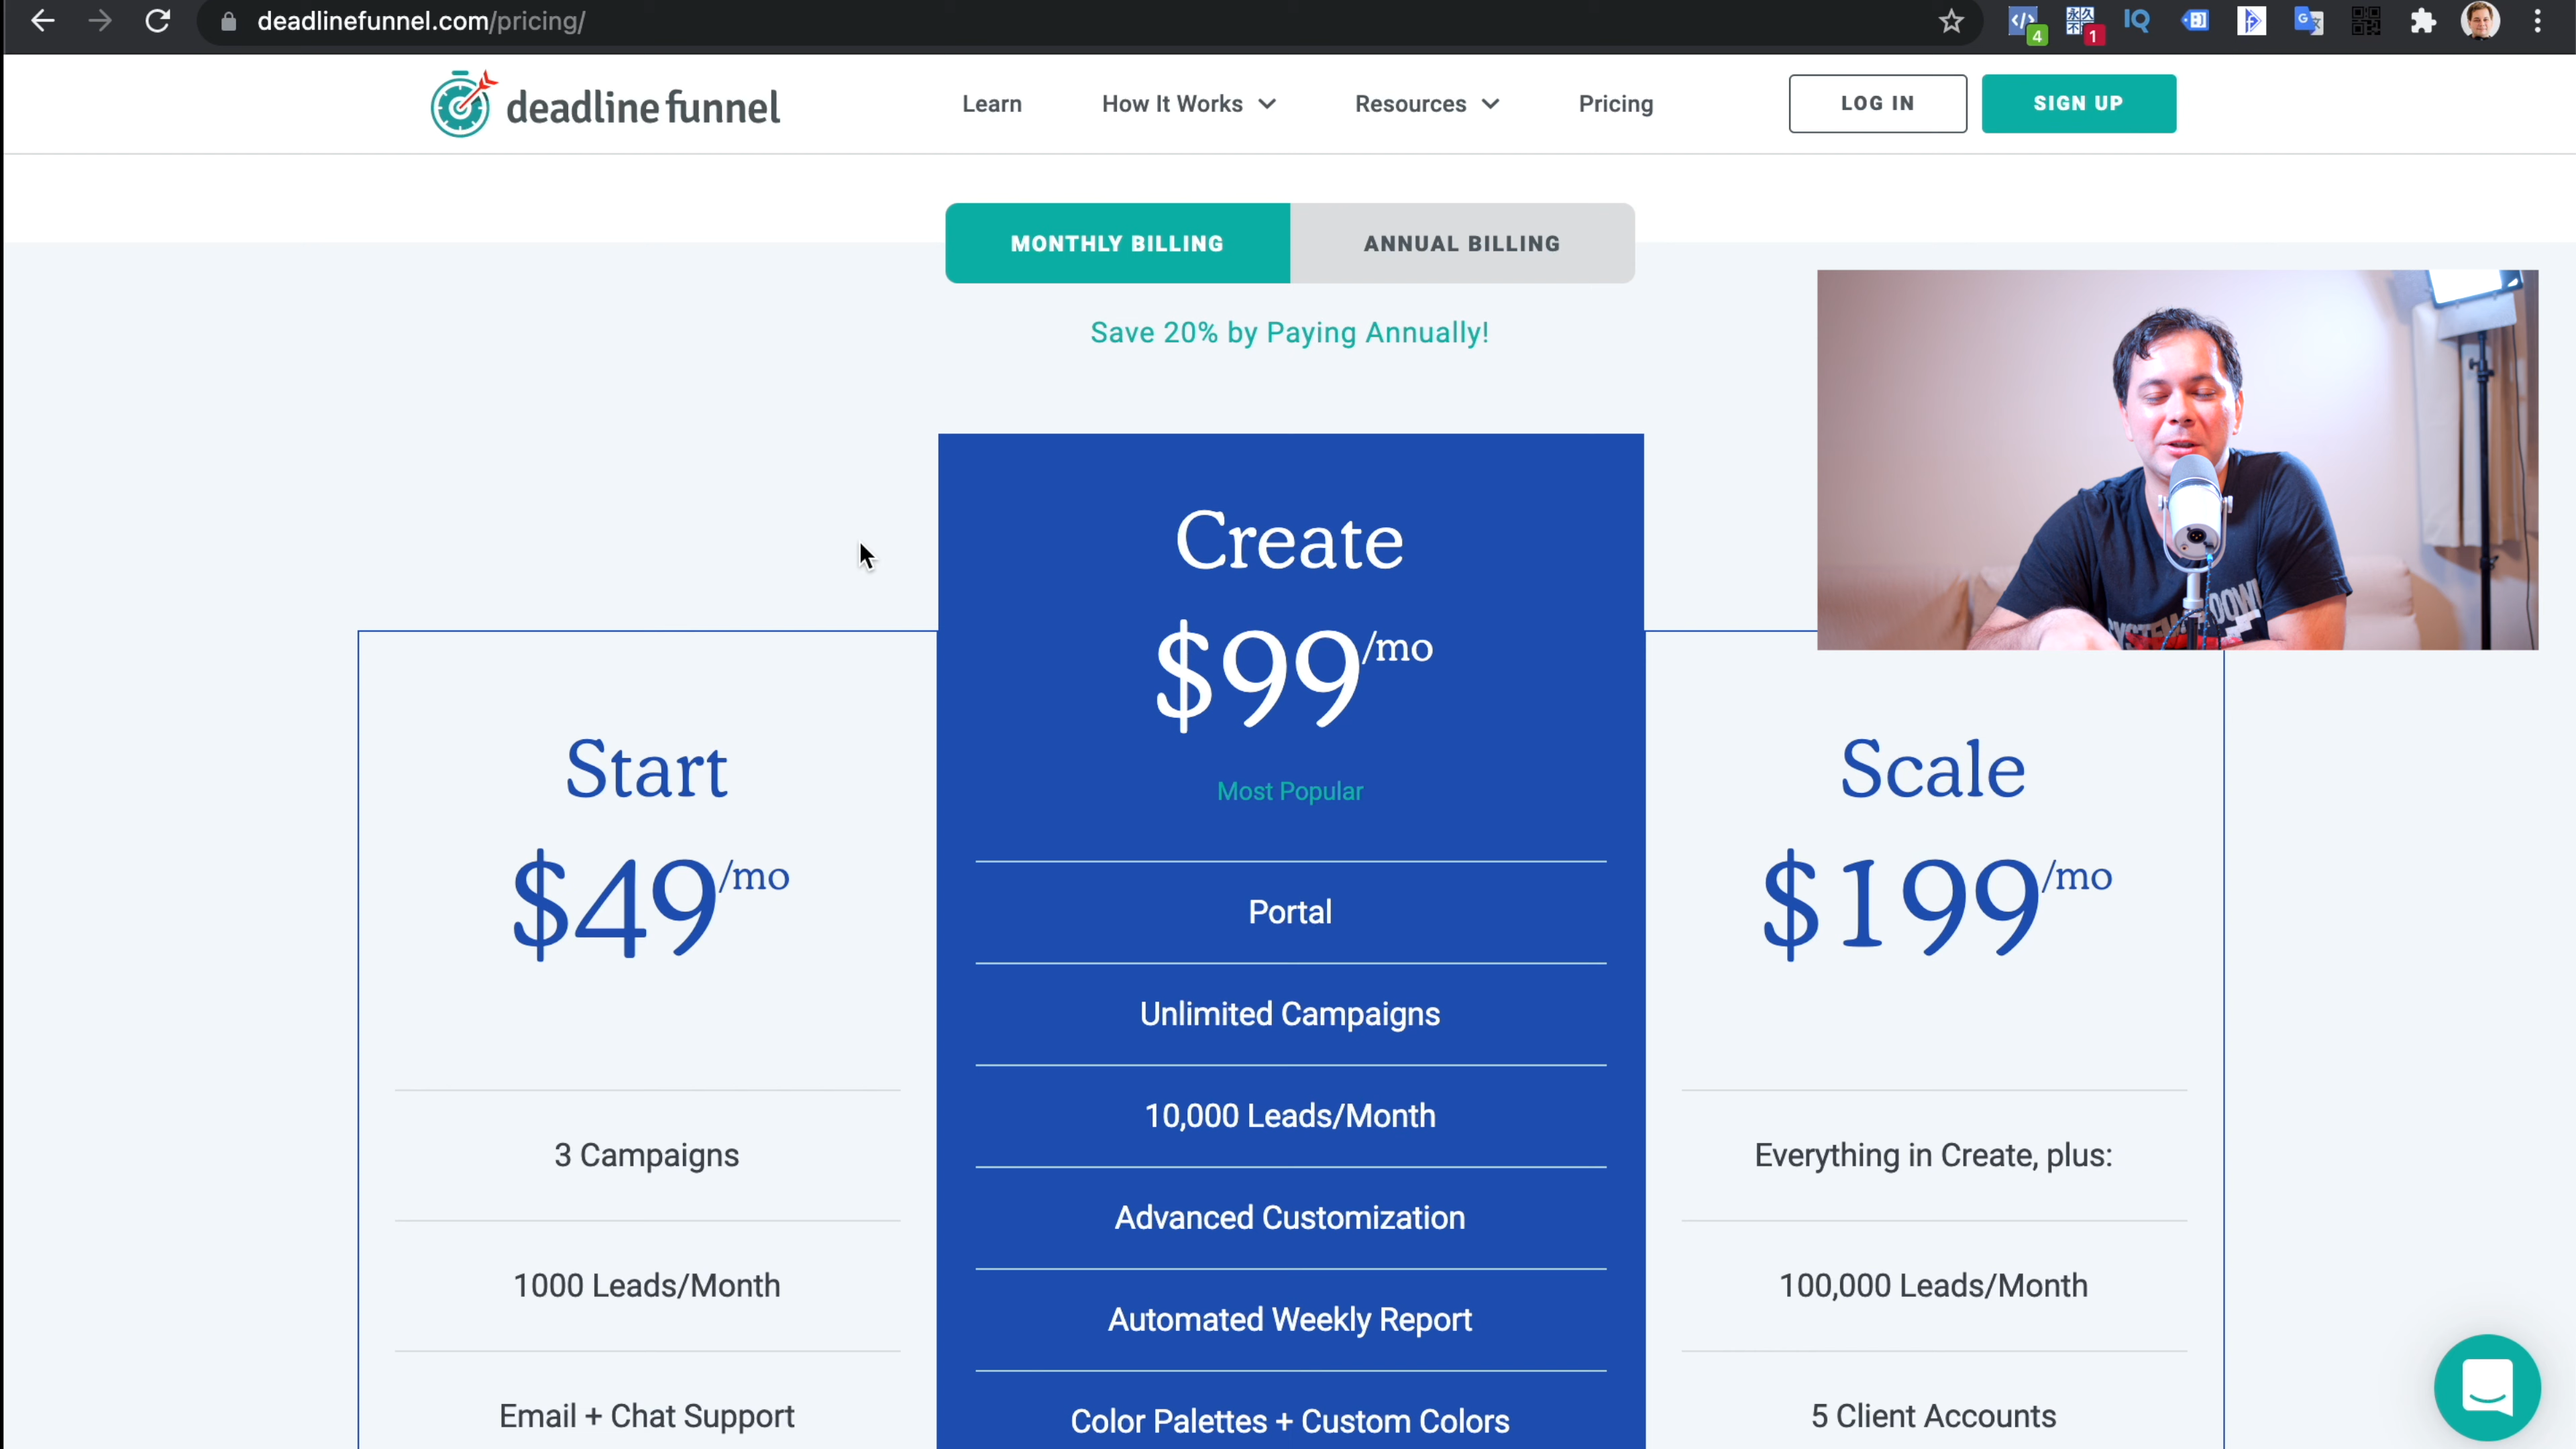 deadlinefunnel.com/pricing/
4
1
IQ
deadline funnel
Learn
How It Works
Resources
Pricing
LOG IN
SIGN UP
MONTHLY BILLING
ANNUAL BILLING
Save 20% by Paying Annually!
Create
$99/mo
Most Popular
Portal
Unlimited Campaigns
10,000 Leads/Month
Advanced Customization
Automated Weekly Report
Color Palettes + Custom Colors
Start
$49/mo
3 Campaigns
1000 Leads/Month
Email + Chat Support
Scale
$199/mo
Everything in Create, plus:
100,000 Leads/Month
5 Client Accounts